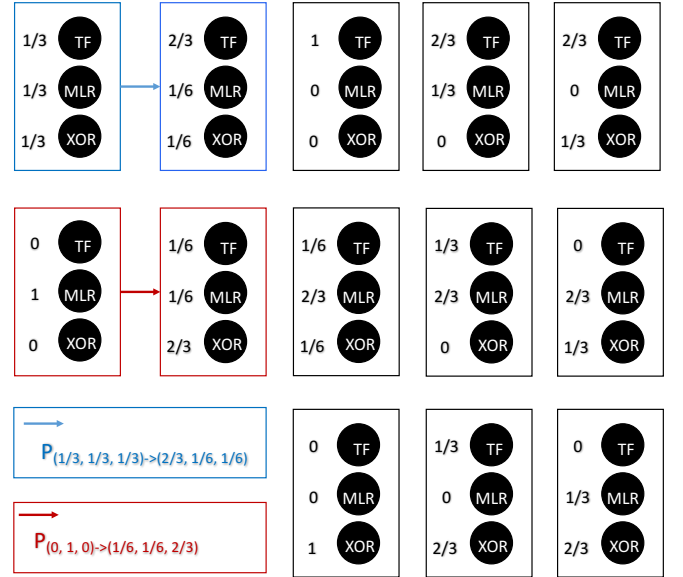 1/3 TF 2/3 TF 1 TF 2/3 TF 2/3 TF
1/3 MLR 1/6 MLR 0 MLR 1/3 MLR 0 MLR
1/3 XOR 1/6 XOR 0 XOR 0 XOR 1/3 XOR
0 TF 1/6 TF 1/6 TF 1/3 TF 0 TF
1 MLR 1/6 MLR 2/3 MLR 2/3 MLR 2/3 MLR
0 XOR 2/3 XOR 1/6 XOR 0 XOR 1/3 XOR
P(1/3, 1/3, 1/3)->(2/3, 1/6, 1/6)
P(0, 1, 0)->(1/6, 1/6, 2/3)
0 TF 1/3 TF 0 TF
0 MLR 0 MLR 1/3 MLR
1 XOR 2/3 XOR 2/3 XOR